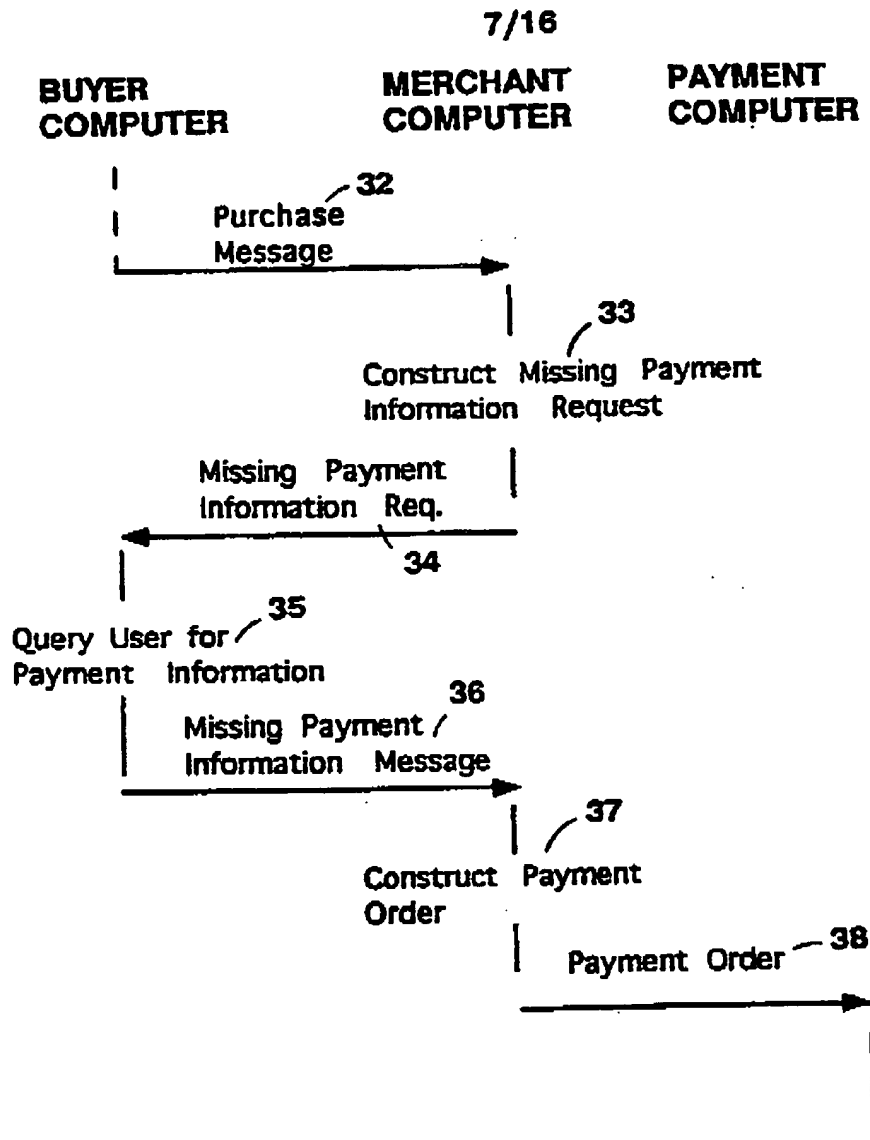 7/16
BUYER
COMPUTER
MERCHANT
COMPUTER
PAYMENT
COMPUTER
32
Purchase
Message
33
Construct Missing Payment
Information Request
Missing Payment
Information Req.
34
35
Query User for
Payment Information
36
Missing Payment
Information Message
37
Construct Payment
Order
38
Payment Order